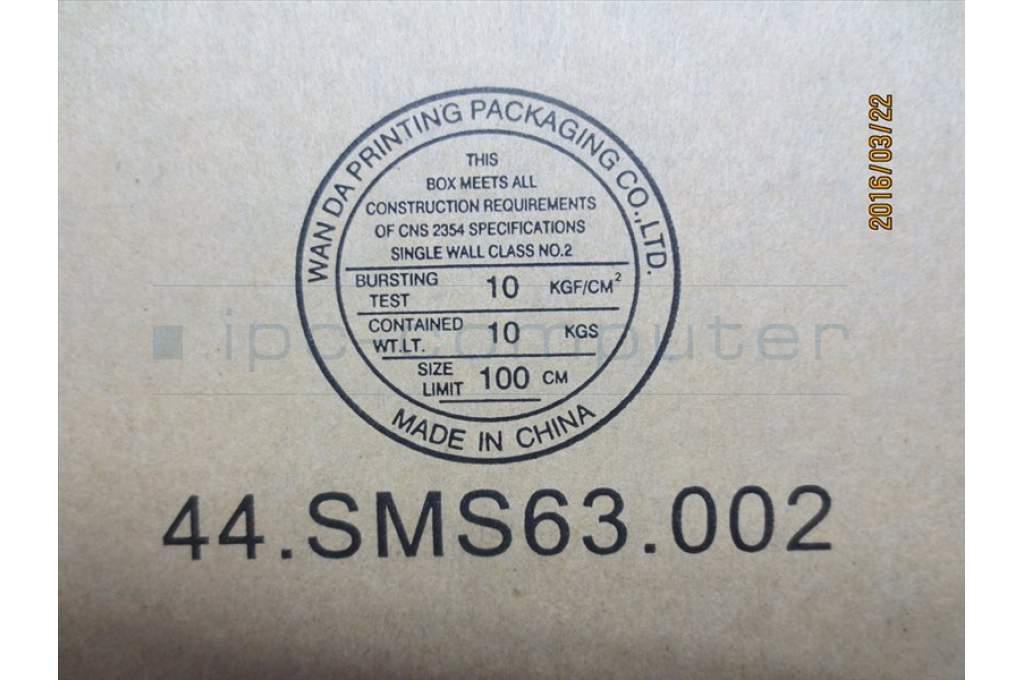 WAN DA PRINTING PACKAGING CO.,LTD.
THIS
BOX MEETS ALL
CONSTRUCTION REQUIREMENTS
OF CNS 2354 SPECIFICATIONS
SINGLE WALL CLASS NO.2
BURSTING TEST 10 KGF/CM²
CONTAINED WT.LT. 10 KGS
SIZE LIMIT 100 CM
MADE IN CHINA
44.SMS63.002
2016/03/22
ipc-computer